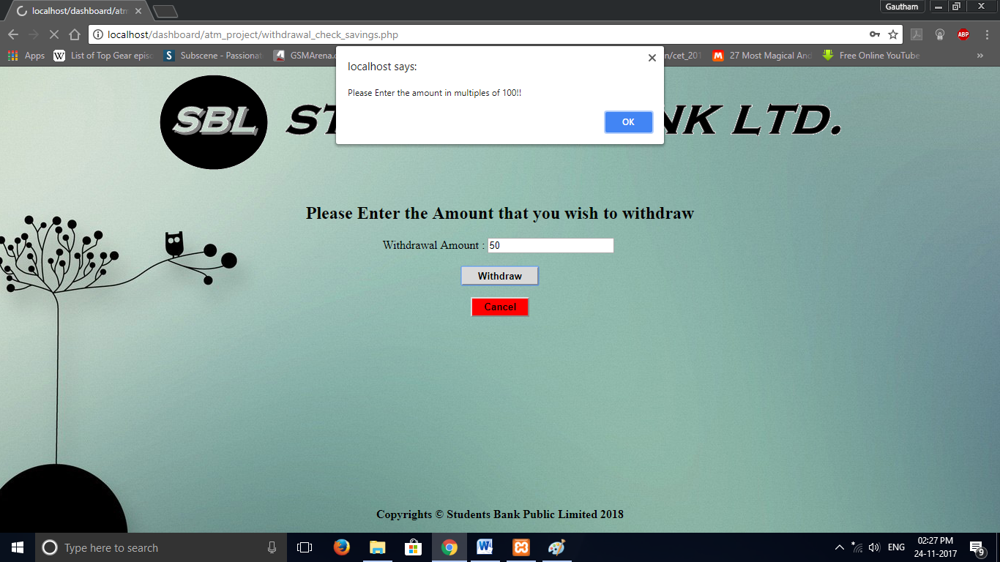 Gautham
localhost/dashboard/atm
localhost/dashboard/atm_project/withdrawal_check_savings.php
ABP
Apps W List of Top Gear episo S Subscene - Passiona GSMArena.c n/cet_201 27 Most Magical And Free Online YouTube
localhost says:
Please Enter the amount in multiples of 100!!
OK
SBL ST NK LTD.
Please Enter the Amount that you wish to withdraw
Withdrawal Amount : 50
Withdraw
Cancel
Copyrights © Students Bank Public Limited 2018
Type here to search
ENG
02:27 PM
24-11-2017
9